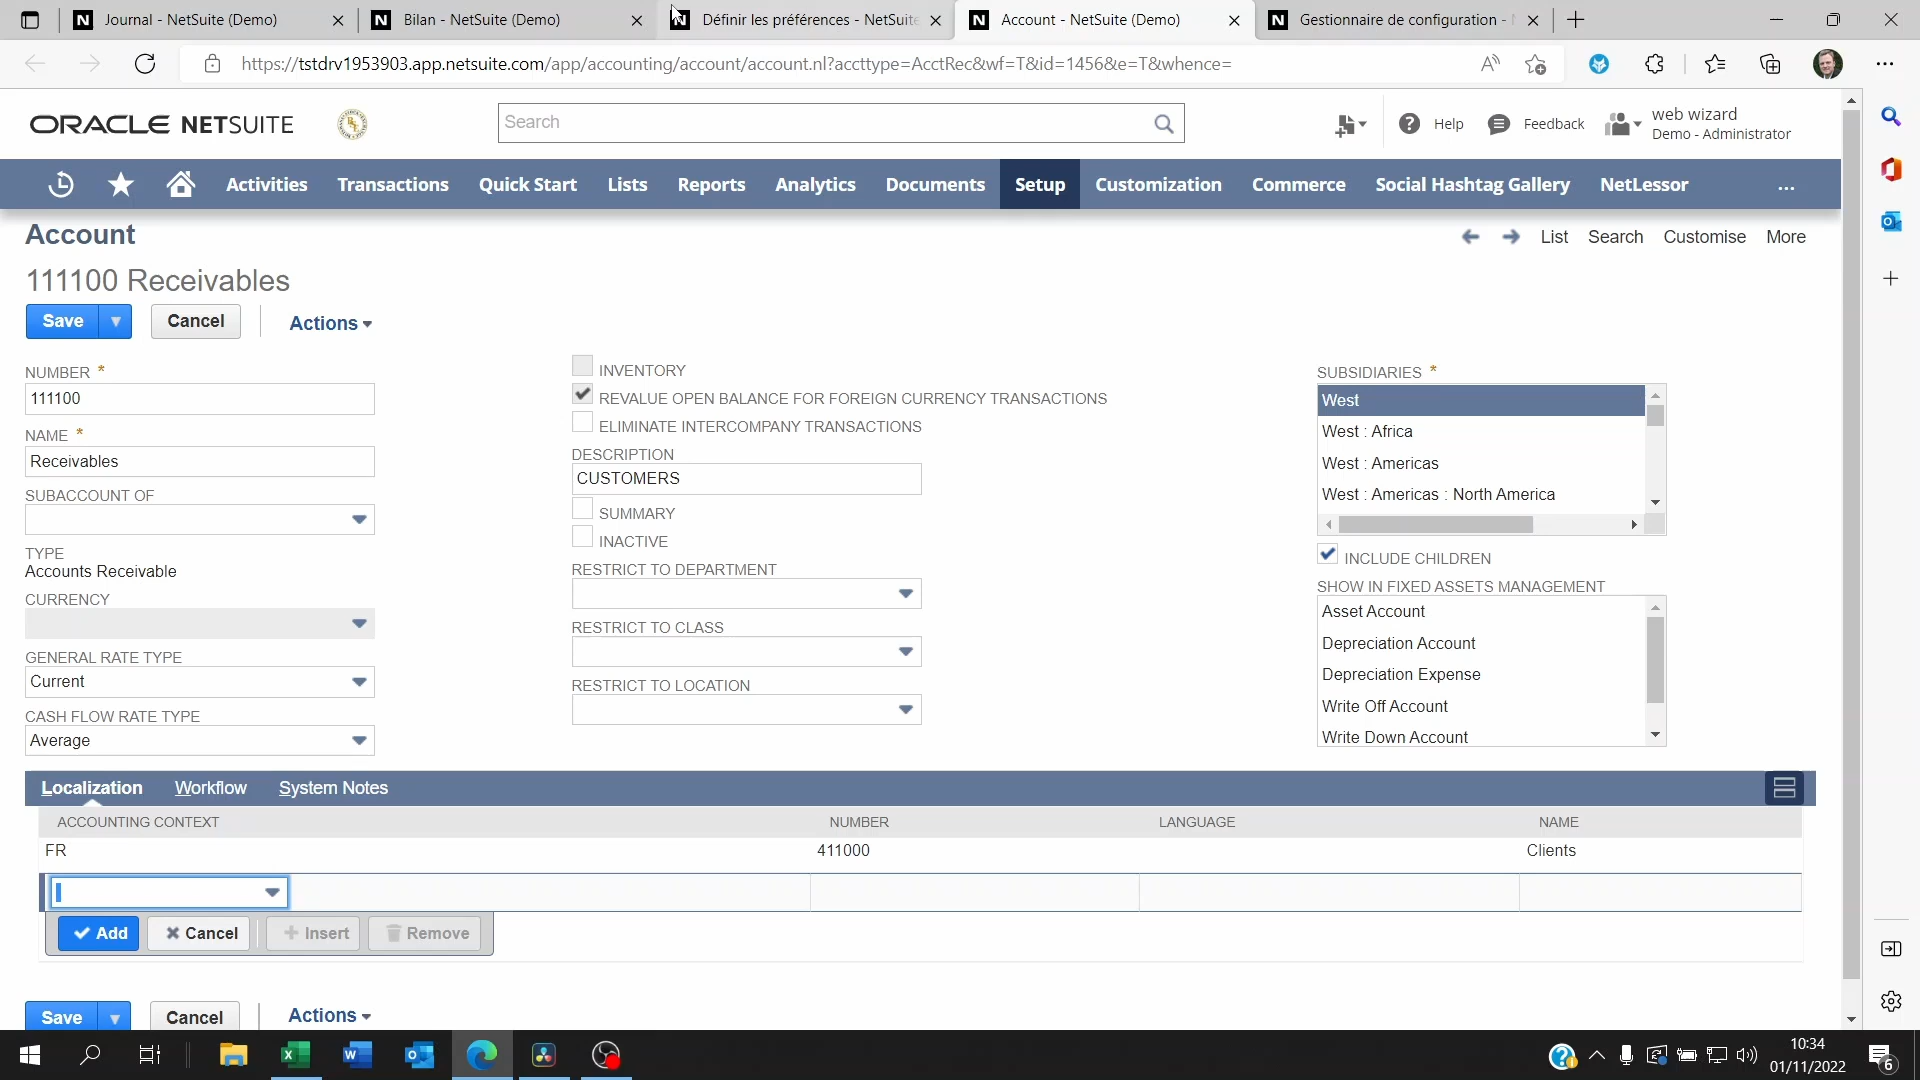 Journal - NetSuite (Demo)
Bilan - NetSuite (Demo)
Définir les préférences - NetSuite
Account - NetSuite (Demo)
Gestionnaire de configuration -
https://tstdrv1953903.app.netsuite.com/app/accounting/account/account.nl?accttype=AcctRec&wf=T&id=1456&e=T&whence=
ORACLE NETSUITE
Search
Help
Feedback
web wizard
Demo - Administrator
Activities Transactions Quick Start Lists Reports Analytics Documents Setup Customization Commerce Social Hashtag Gallery NetLessor ...
Account
List Search Customise More
111100 Receivables
Save Cancel Actions
NUMBER *
111100
NAME *
Receivables
SUBACCOUNT OF
TYPE
Accounts Receivable
CURRENCY
GENERAL RATE TYPE
Current
CASH FLOW RATE TYPE
Average
INVENTORY
REVALUE OPEN BALANCE FOR FOREIGN CURRENCY TRANSACTIONS
ELIMINATE INTERCOMPANY TRANSACTIONS
DESCRIPTION
CUSTOMERS
SUMMARY
INACTIVE
RESTRICT TO DEPARTMENT
RESTRICT TO CLASS
RESTRICT TO LOCATION
SUBSIDIARIES *
West
West : Africa
West : Americas
West : Americas : North America
INCLUDE CHILDREN
SHOW IN FIXED ASSETS MANAGEMENT
Asset Account
Depreciation Account
Depreciation Expense
Write Off Account
Write Down Account
Localization Workflow System Notes
ACCOUNTING CONTEXT NUMBER LANGUAGE NAME
FR 411000 Clients
Add Cancel Insert Remove
Save Cancel Actions
10:34
01/11/2022
6